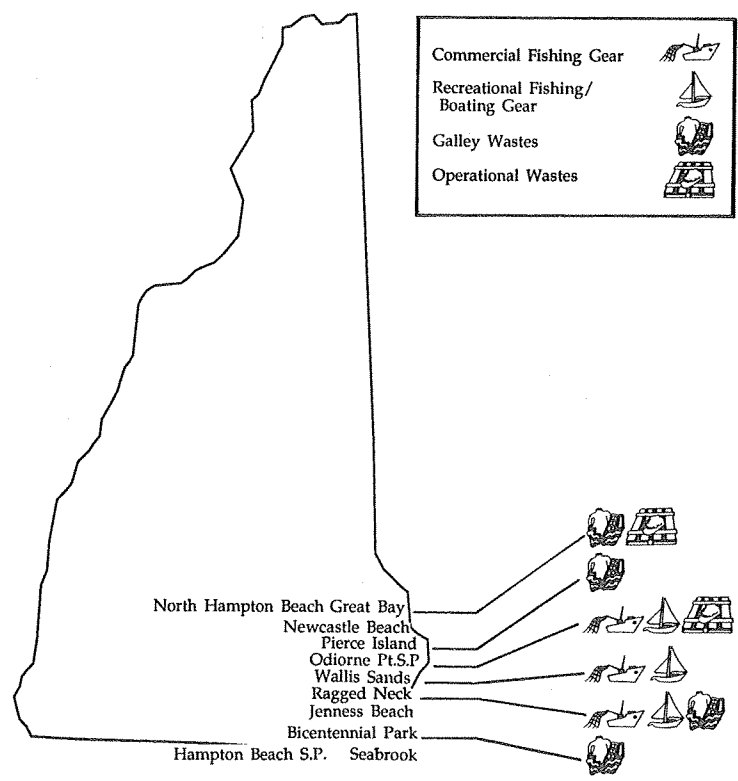 Commercial Fishing Gear
Recreational Fishing/
Boating Gear
Galley Wastes
Operational Wastes
North Hampton Beach Great Bay
Newcastle Beach
Pierce Island
Odiorne Pt.S.P
Wallis Sands
Ragged Neck
Jenness Beach
Bicentennial Park
Hampton Beach S.P. Seabrook